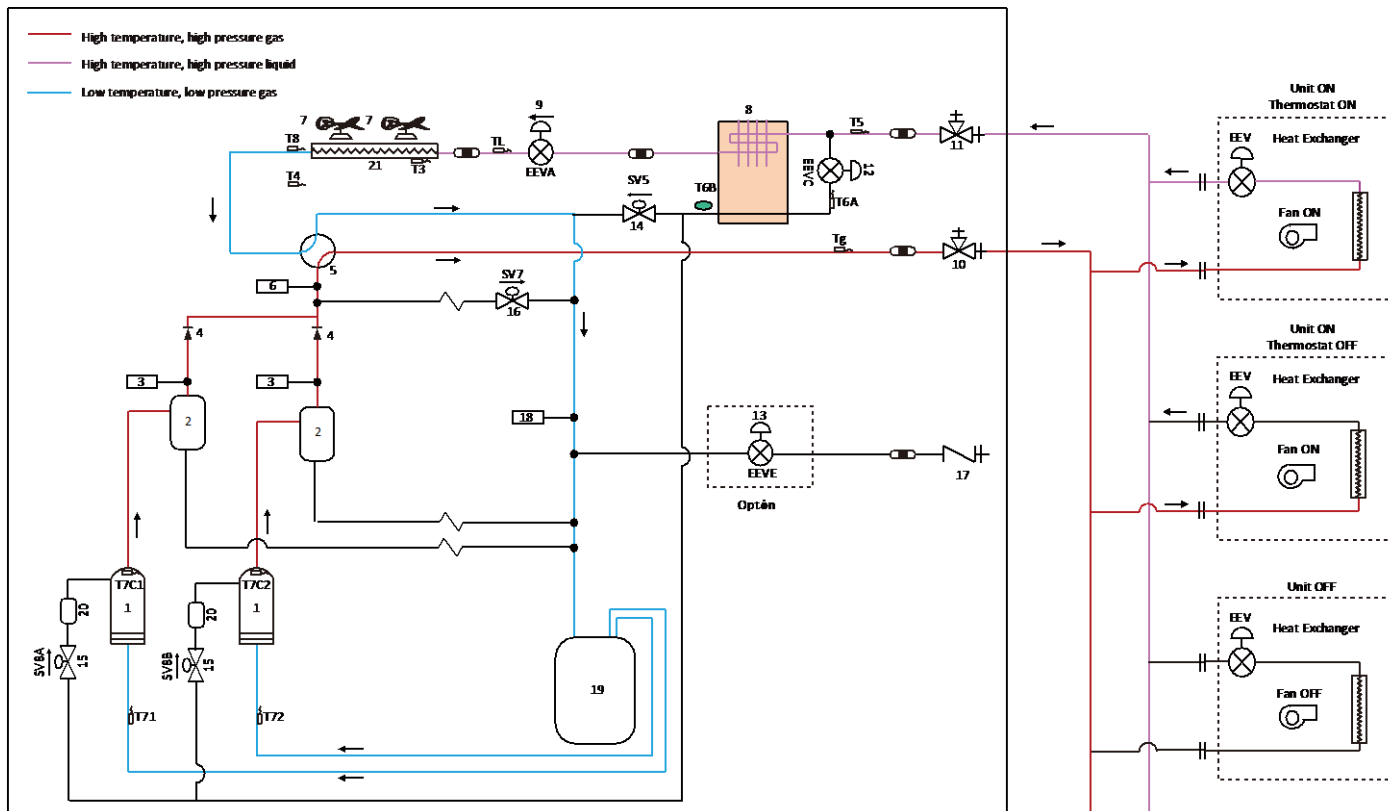 High temperature, high pressure gas
High temperature, high pressure liquid
Low temperature, low pressure gas
7 7
9
8
T8
TL
T5
21
T3
EEVA
11
T4
EEVC
12
SV5
T6B
T6A
14
5
Tg
10
6
SV7
16
4 4
3 3
2 2
18
13
EEVE
17
Optón
T7C1
T7C2
1 1
20 20
SV8A
15
SV8B
15
19
T71
T72
Unit ON
Thermostat ON
EEV
Heat Exchanger
Fan ON
Unit ON
Thermostat OFF
EEV
Heat Exchanger
Fan ON
Unit OFF
EEV
Heat Exchanger
Fan OFF